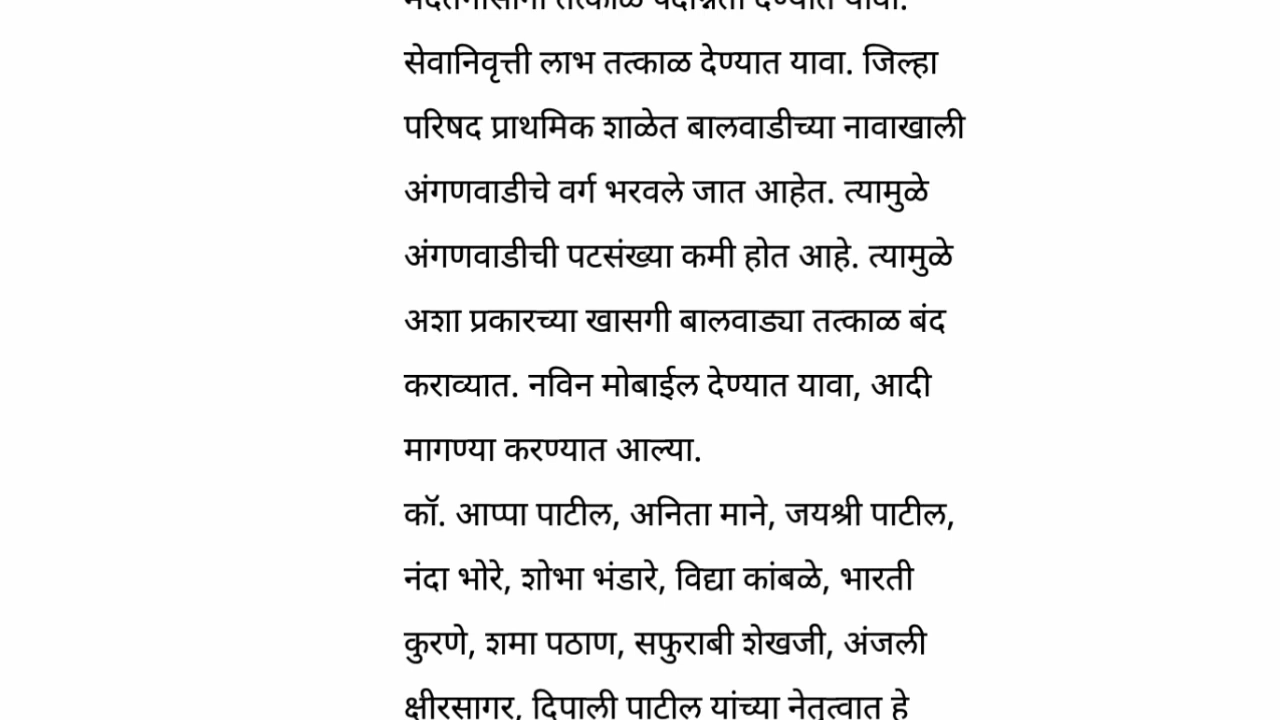 देण्यात यावा.
सेवानिवृत्ती लाभ तत्काळ देण्यात यावा. जिल्हा
परिषद प्राथमिक शाळेत बालवाडीच्या नावाखाली
अंगणवाडीचे वर्ग भरवले जात आहेत. त्यामुळे
अंगणवाडीची पटसंख्या कमी होत आहे. त्यामुळे
अशा प्रकारच्या खासगी बालवाड्या तत्काळ बंद
कराव्यात. नविन मोबाईल देण्यात यावा, आदी
मागण्या करण्यात आल्या.
कॉ. आप्पा पाटील, अनिता माने, जयश्री पाटील,
नंदा भोरे, शोभा भंडारे, विद्या कांबळे, भारती
कुरणे, शमा पठाण, सफुराबी शेखजी, अंजली
क्षीरसागर, दिपाली पाटील यांच्या नेतृत्वात हे